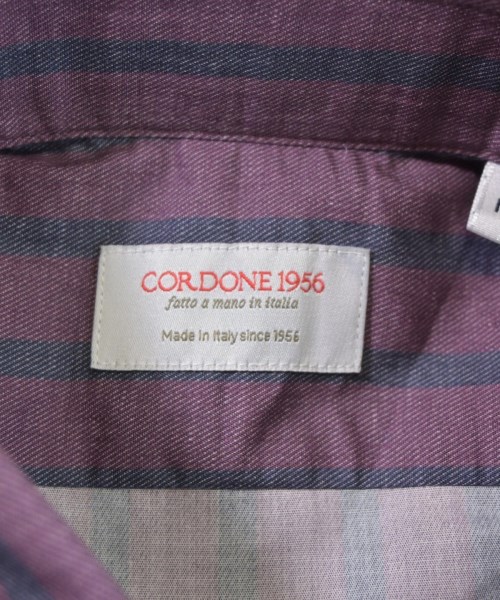 CORDONE 1956
fatto a mano in italia
Made in Italy since 1956